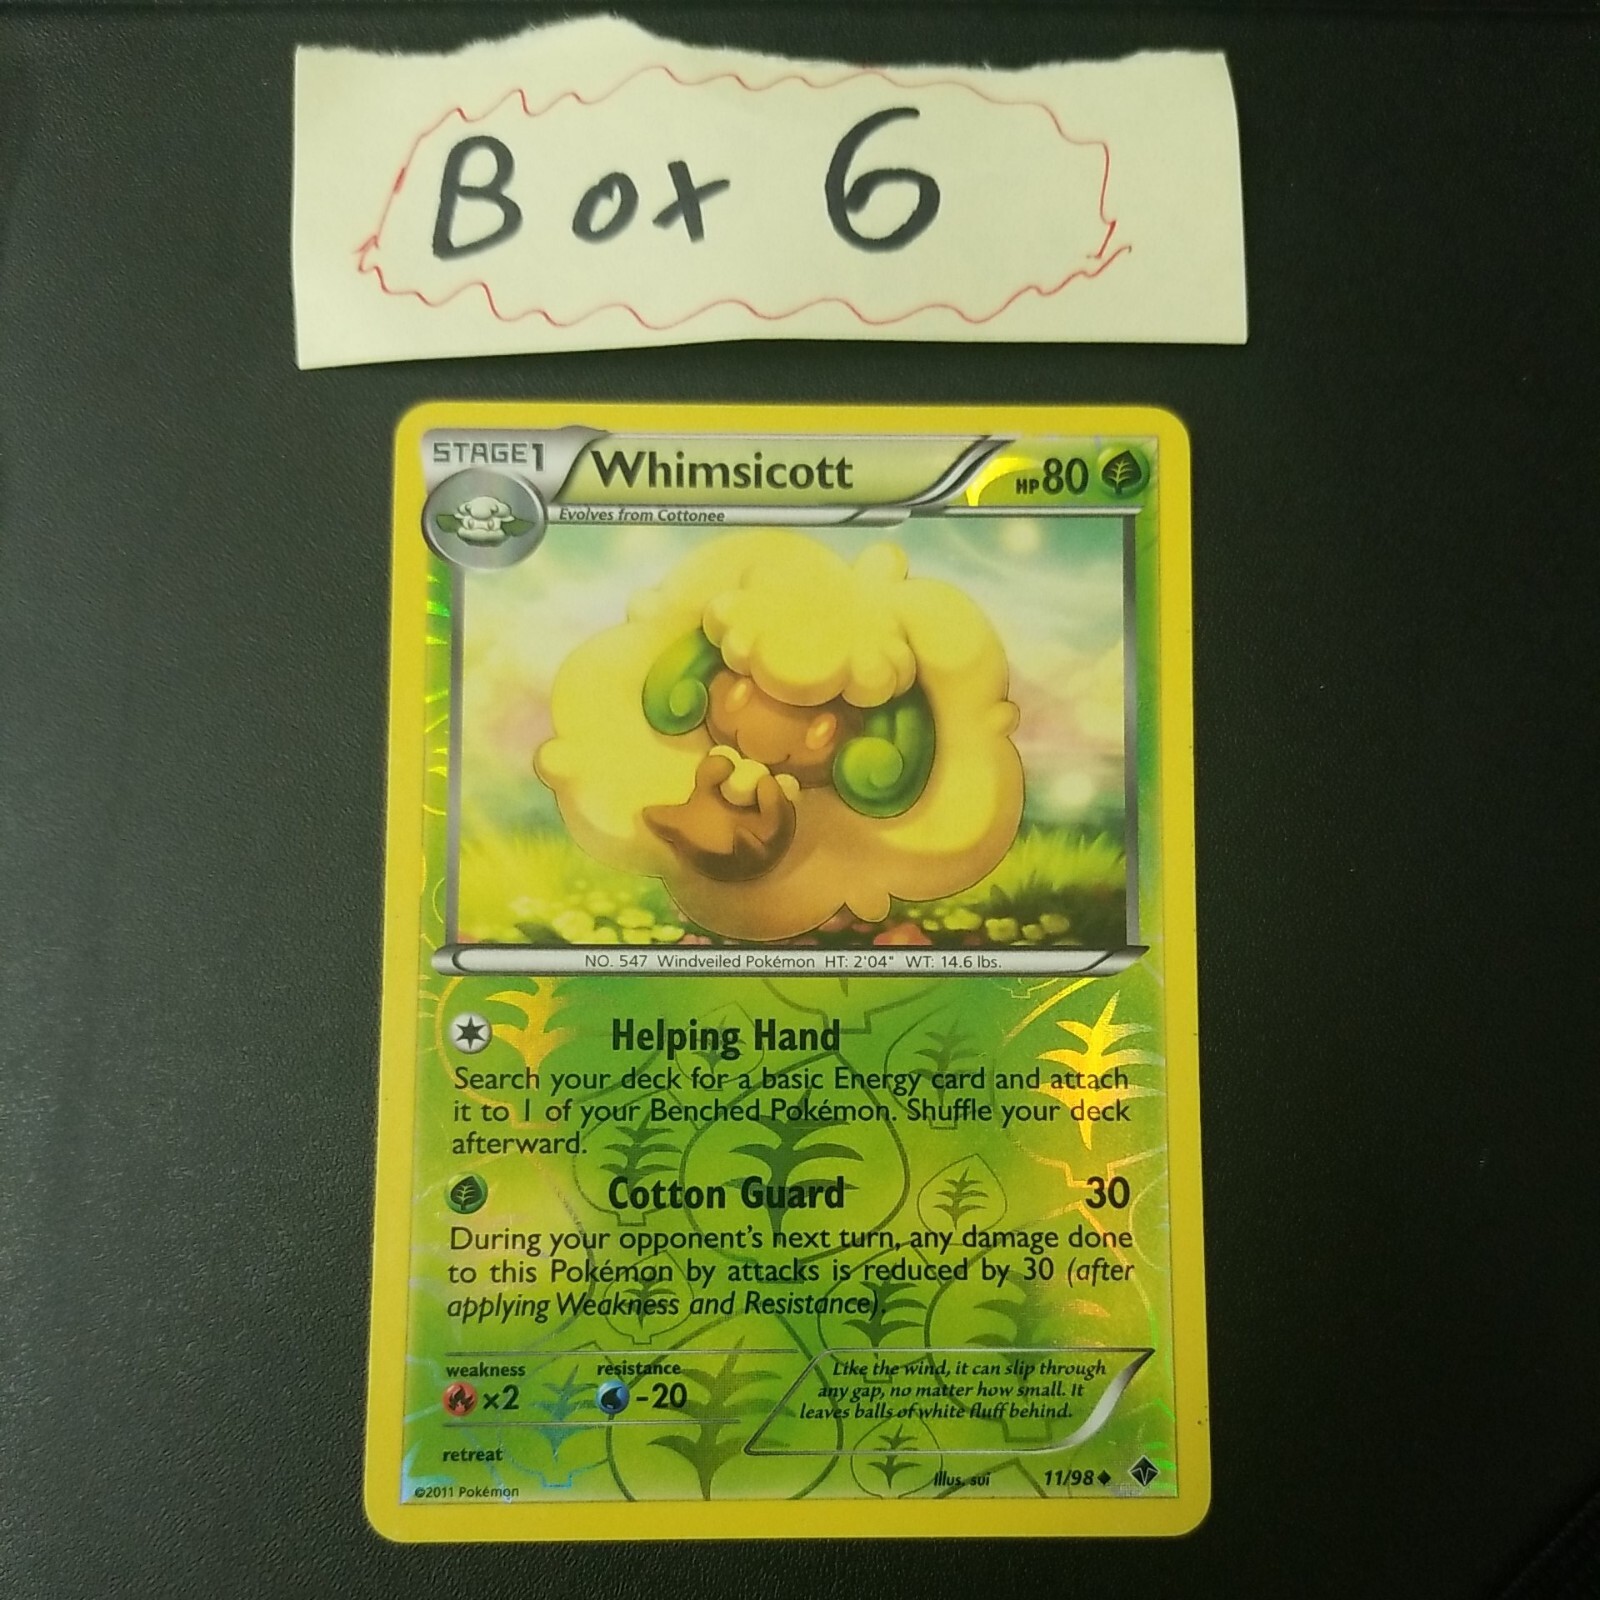 Box 6
STAGE1 Whimsicott HP80
Evolves from Cottonee
NO. 547 Windveiled Pokémon HT: 2'04" WT: 14.6 lbs.
Helping Hand
Search your deck for a basic Energy card and attach
it to 1 of your Benched Pokémon. Shuffle your deck
afterward.
Cotton Guard 30
During your opponent's next turn, any damage done
to this Pokémon by attacks is reduced by 30 (after
applying Weakness and Resistance).
weakness resistance
×2 -20
Like the wind, it can slip through
any gap, no matter how small. It
leaves balls of white fluff behind.
retreat
Illus. sui 11/98
©2011 Pokémon